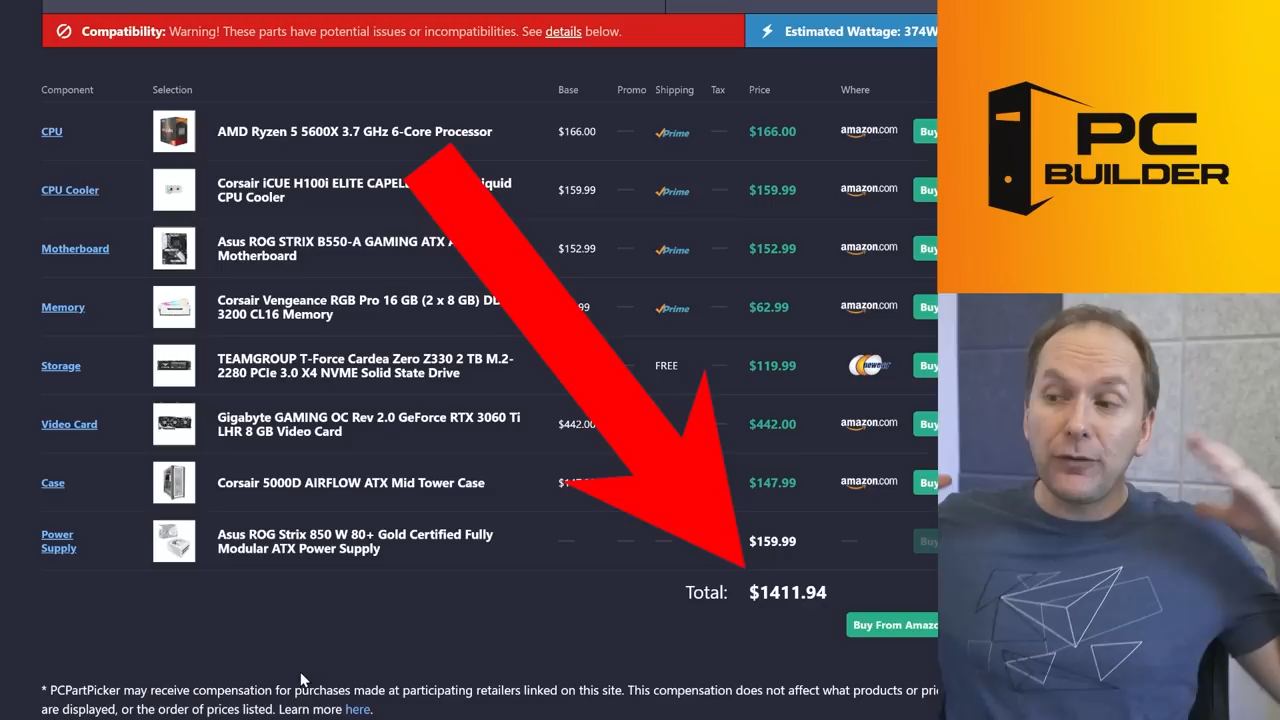 Compatibility: Warning! These parts have potential issues or incompatibilities. See details below.
Estimated Wattage: 374W
Component Selection Base Promo Shipping Tax Price Where
CPU AMD Ryzen 5 5600X 3.7 GHz 6-Core Processor $166.00 — Prime — $166.00 amazon.com Buy
CPU Cooler Corsair iCUE H100i ELITE CAPEL iquid
CPU Cooler $159.99 — Prime — $159.99 amazon.com Buy
Motherboard Asus ROG STRIX B550-A GAMING ATX A
Motherboard $152.99 — Prime — $152.99 amazon.com Buy
Memory Corsair Vengeance RGB Pro 16 GB (2 x 8 GB) DD
3200 CL16 Memory .99 Prime — $62.99 amazon.com Buy
Storage TEAMGROUP T-Force Cardea Zero Z330 2 TB M.2-
2280 PCIe 3.0 X4 NVME Solid State Drive FREE — $119.99 newegg Buy
Video Card Gigabyte GAMING OC Rev 2.0 GeForce RTX 3060 Ti
LHR 8 GB Video Card $442.00 $442.00 amazon.com Buy
Case Corsair 5000D AIRFLOW ATX Mid Tower Case $147.99 amazon.com Buy
Power
Supply Asus ROG Strix 850 W 80+ Gold Certified Fully
Modular ATX Power Supply — — — $159.99 — Buy
Total: $1411.94
Buy From Amazo
* PCPartPicker may receive compensation for purchases made at participating retailers linked on this site. This compensation does not affect what products or pri
are displayed, or the order of prices listed. Learn more here.
PC
BUILDER